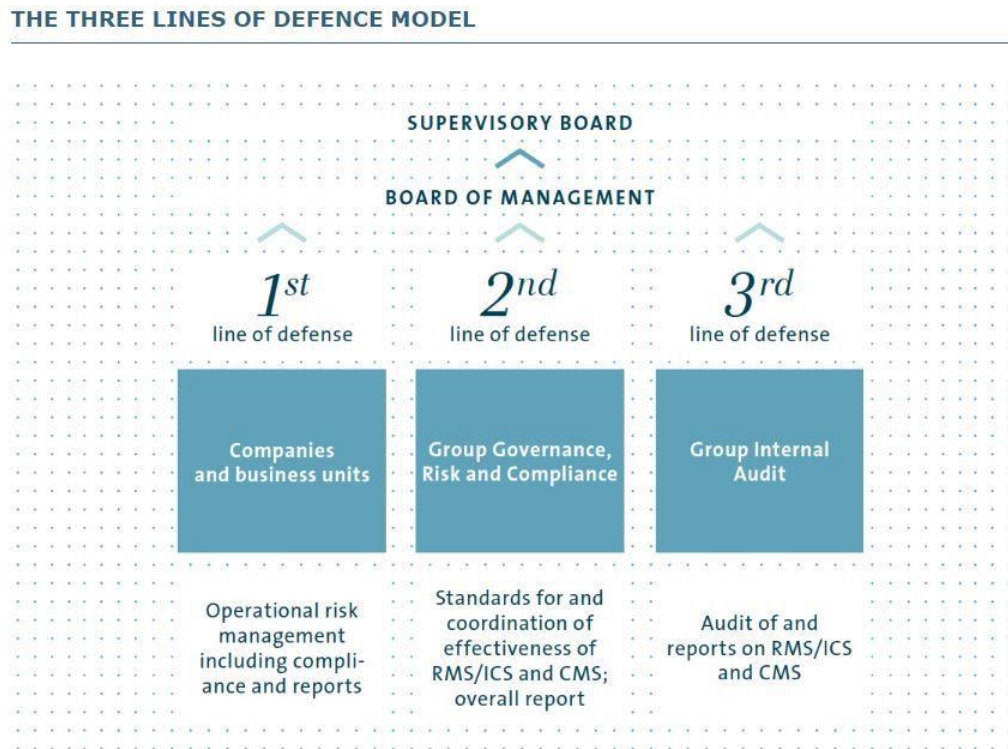 THE THREE LINES OF DEFENCE MODEL
SUPERVISORY BOARD
BOARD OF MANAGEMENT
1st
line of defense
Companies
and business units
Operational risk
management
including compli-
ance and reports
2nd
line of defense
Group Governance,
Risk and Compliance
Standards for and
coordination of
effectiveness of
RMS/ICS and CMS;
overall report
3rd
line of defense
Group Internal
Audit
Audit of and
reports on RMS/ICS
and CMS